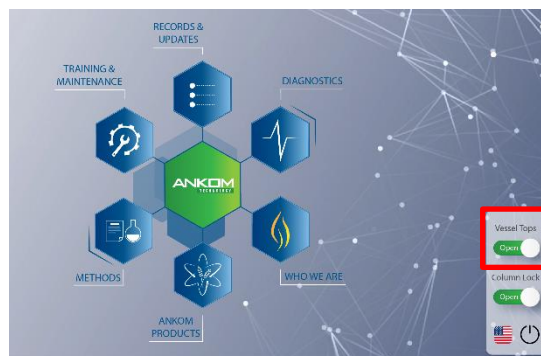 RECORDS &
UPDATES
TRAINING &
MAINTENANCE
DIAGNOSTICS
ANKOM
TECHNOLOGY
METHODS
WHO WE ARE
ANKOM
PRODUCTS
Vessel Tops
Open
Column Lock
Open